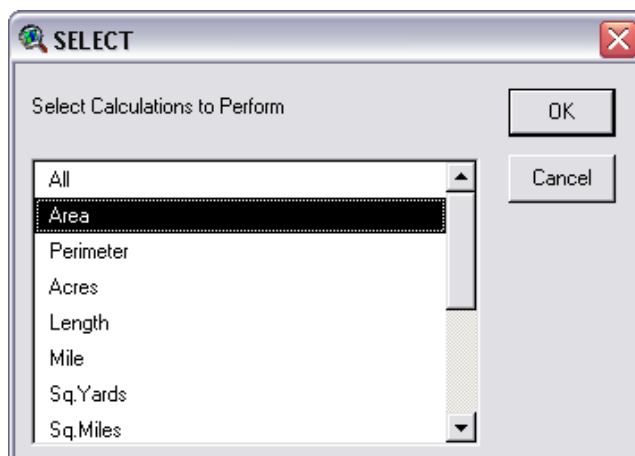 SELECT
Select Calculations to Perform
OK
Cancel
All
Area
Perimeter
Acres
Length
Mile
Sq.Yards
Sq.Miles